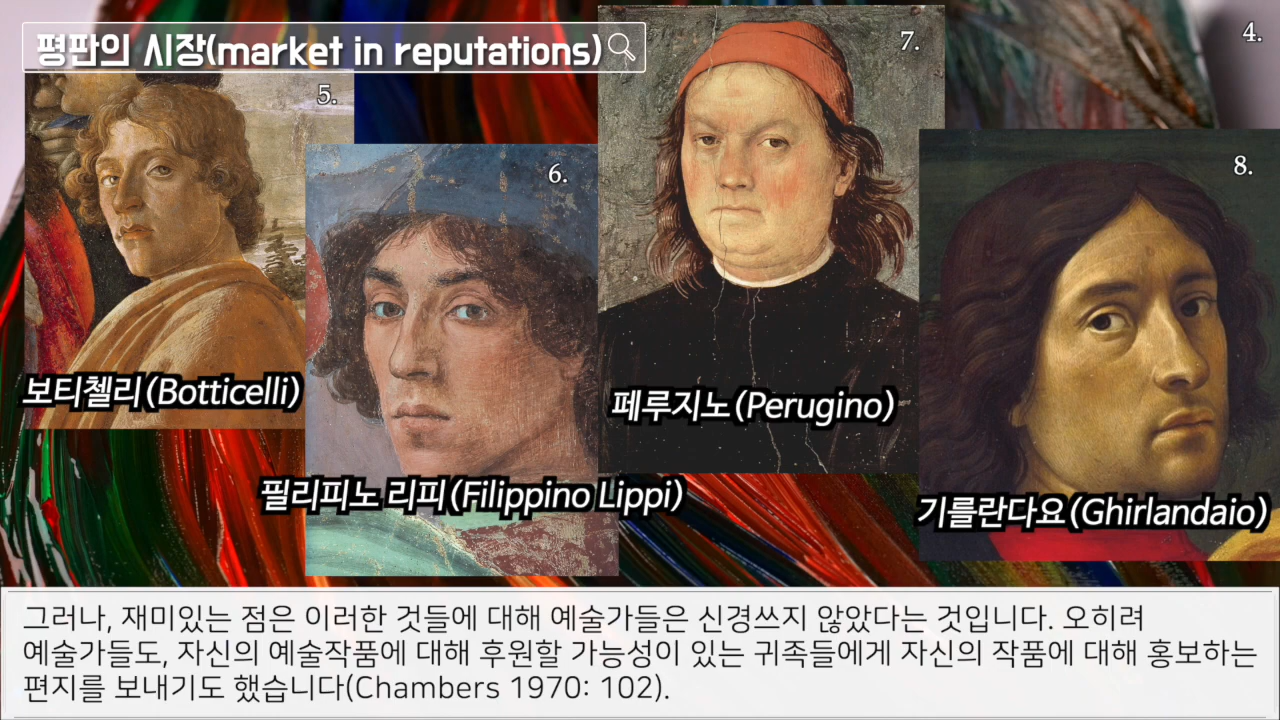 평판의 시장(market in reputations)
4.
5.
6.
7.
8.
보티첼리(Botticelli)
필리피노 리피(Filippino Lippi)
페루지노(Perugino)
기를란다요(Ghirlandaio)
그러나, 재미있는 점은 이러한 것들에 대해 예술가들은 신경쓰지 않았다는 것입니다. 오히려
예술가들도, 자신의 예술작품에 대해 후원할 가능성이 있는 귀족들에게 자신의 작품에 대해 홍보하는
편지를 보내기도 했습니다(Chambers 1970: 102).